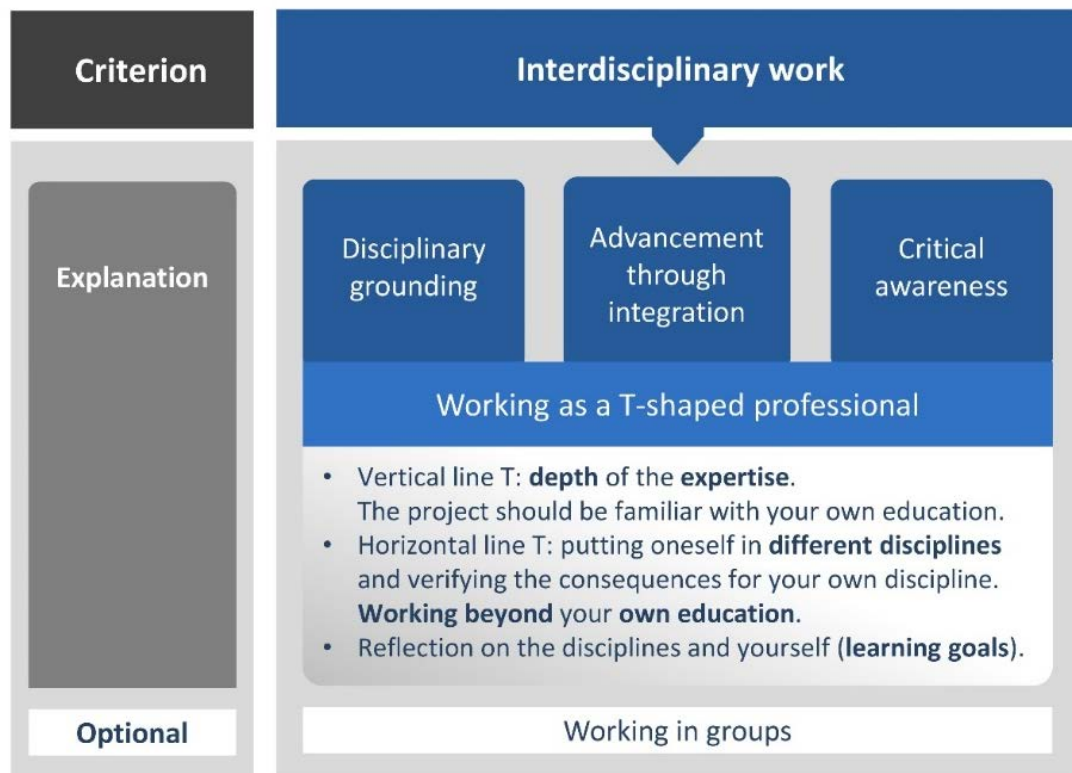 Criterion
Interdisciplinary work
Explanation
Disciplinary
grounding
Advancement
through
integration
Critical
awareness
Working as a T-shaped professional
• Vertical line T: depth of the expertise.
The project should be familiar with your own education.
• Horizontal line T: putting oneself in different disciplines
and verifying the consequences for your own discipline.
Working beyond your own education.
• Reflection on the disciplines and yourself (learning goals).
Optional
Working in groups